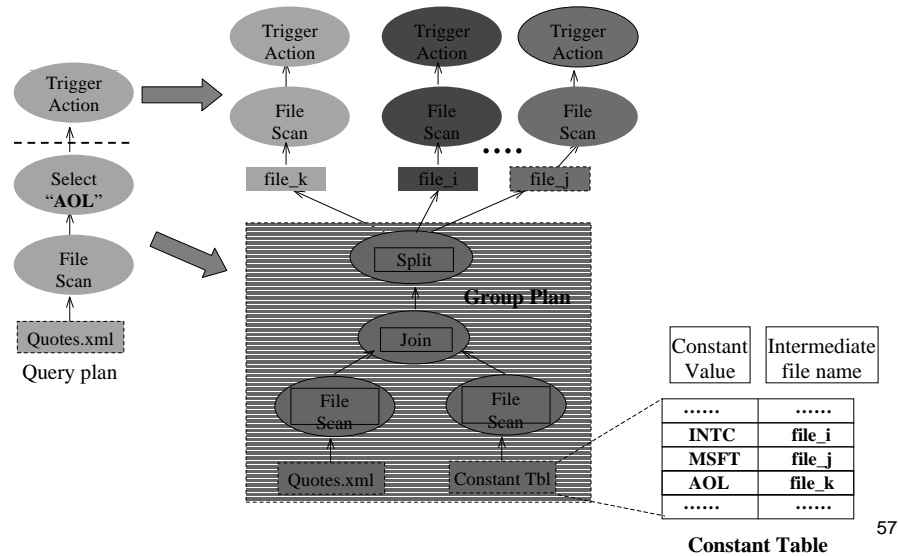 Trigger
Action
Trigger
Action
Trigger
Action
Trigger
Action
File
Scan
File
Scan
File
Scan
....
Select
“AOL”
file_k
file_i
file_j
File
Scan
Split
Group Plan
Quotes.xml
Query plan
Join
Constant
Value
Intermediate
file name
File
Scan
File
Scan
...... ......
INTC file_i
MSFT file_j
AOL file_k
...... ......
Quotes.xml
Constant Tbl
Constant Table
57